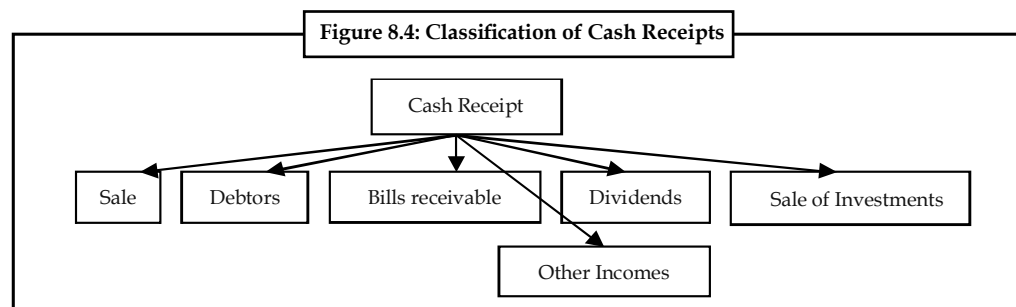 Figure 8.4: Classification of Cash Receipts
Cash Receipt
Sale
Debtors
Bills receivable
Dividends
Sale of Investments
Other Incomes